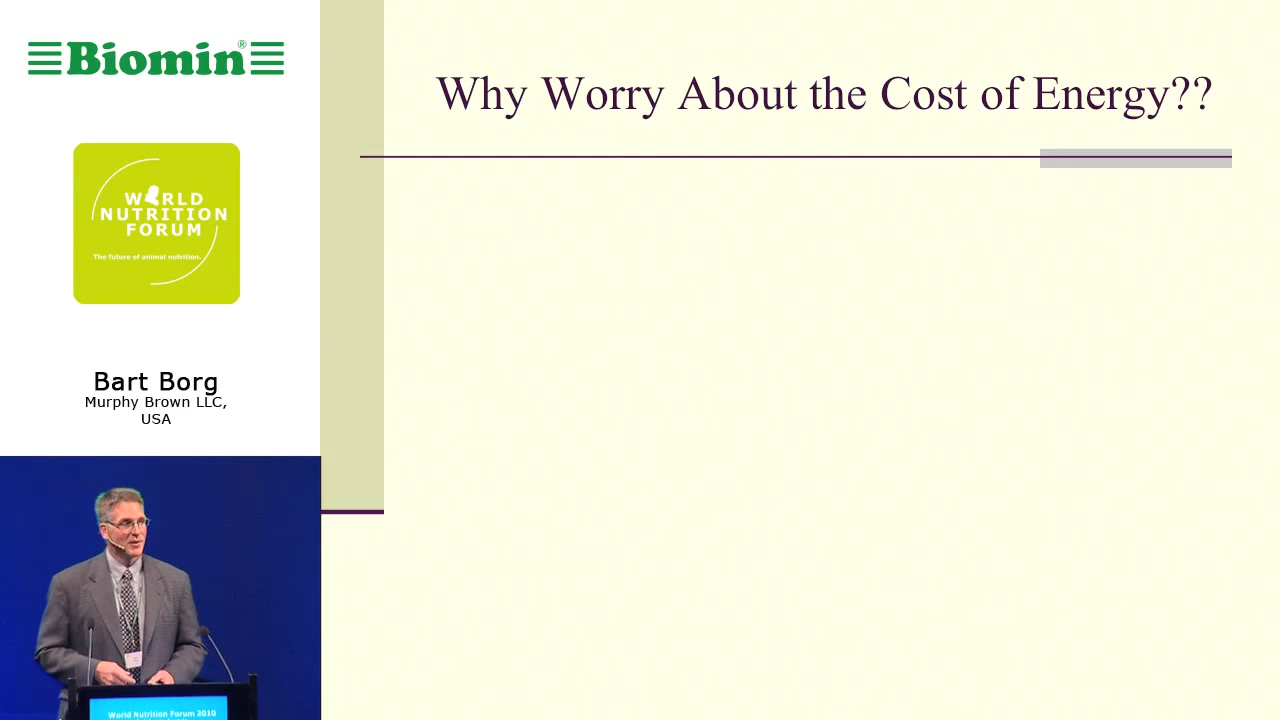 Biomin®
WORLD
NUTRITION
FORUM
The future of animal nutrition.
Bart Borg
Murphy Brown LLC,
USA
Why Worry About the Cost of Energy??
World Nutrition Forum 2010